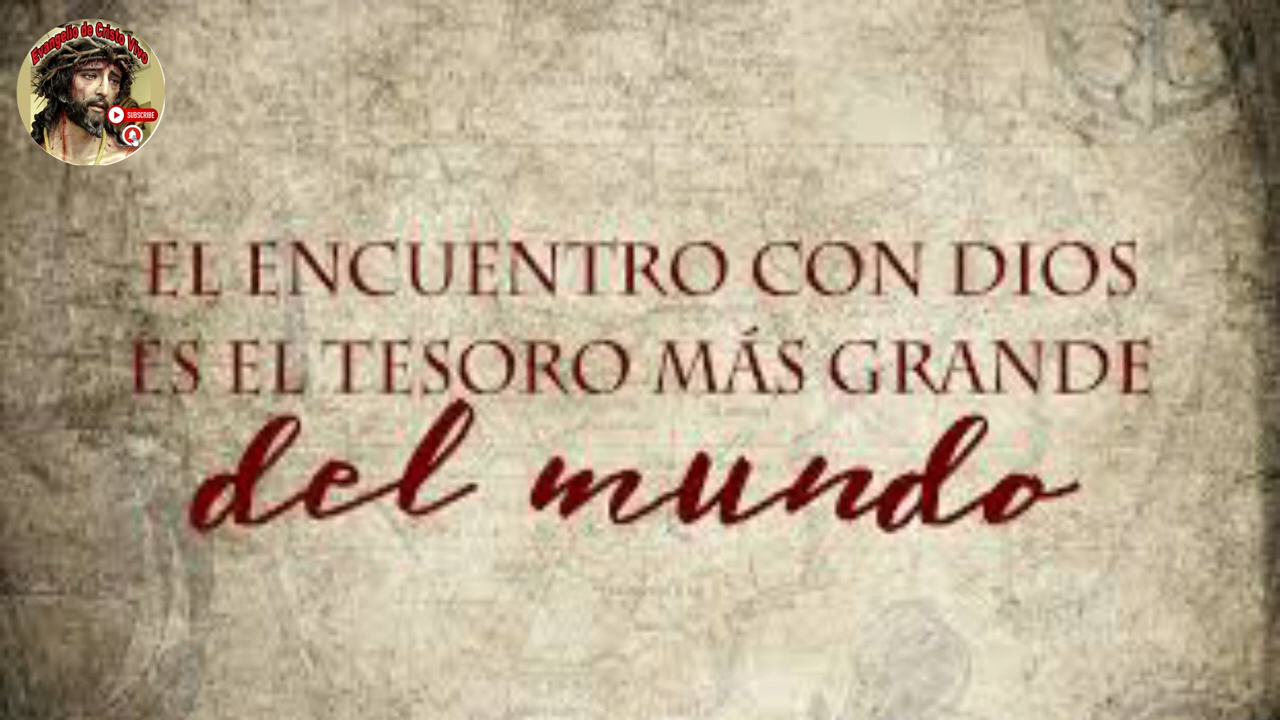 Evangelio de Cristo Vivo
SUBSCRIBE
EL ENCUENTRO CON DIOS
ES EL TESORO MÁS GRANDE
del mundo